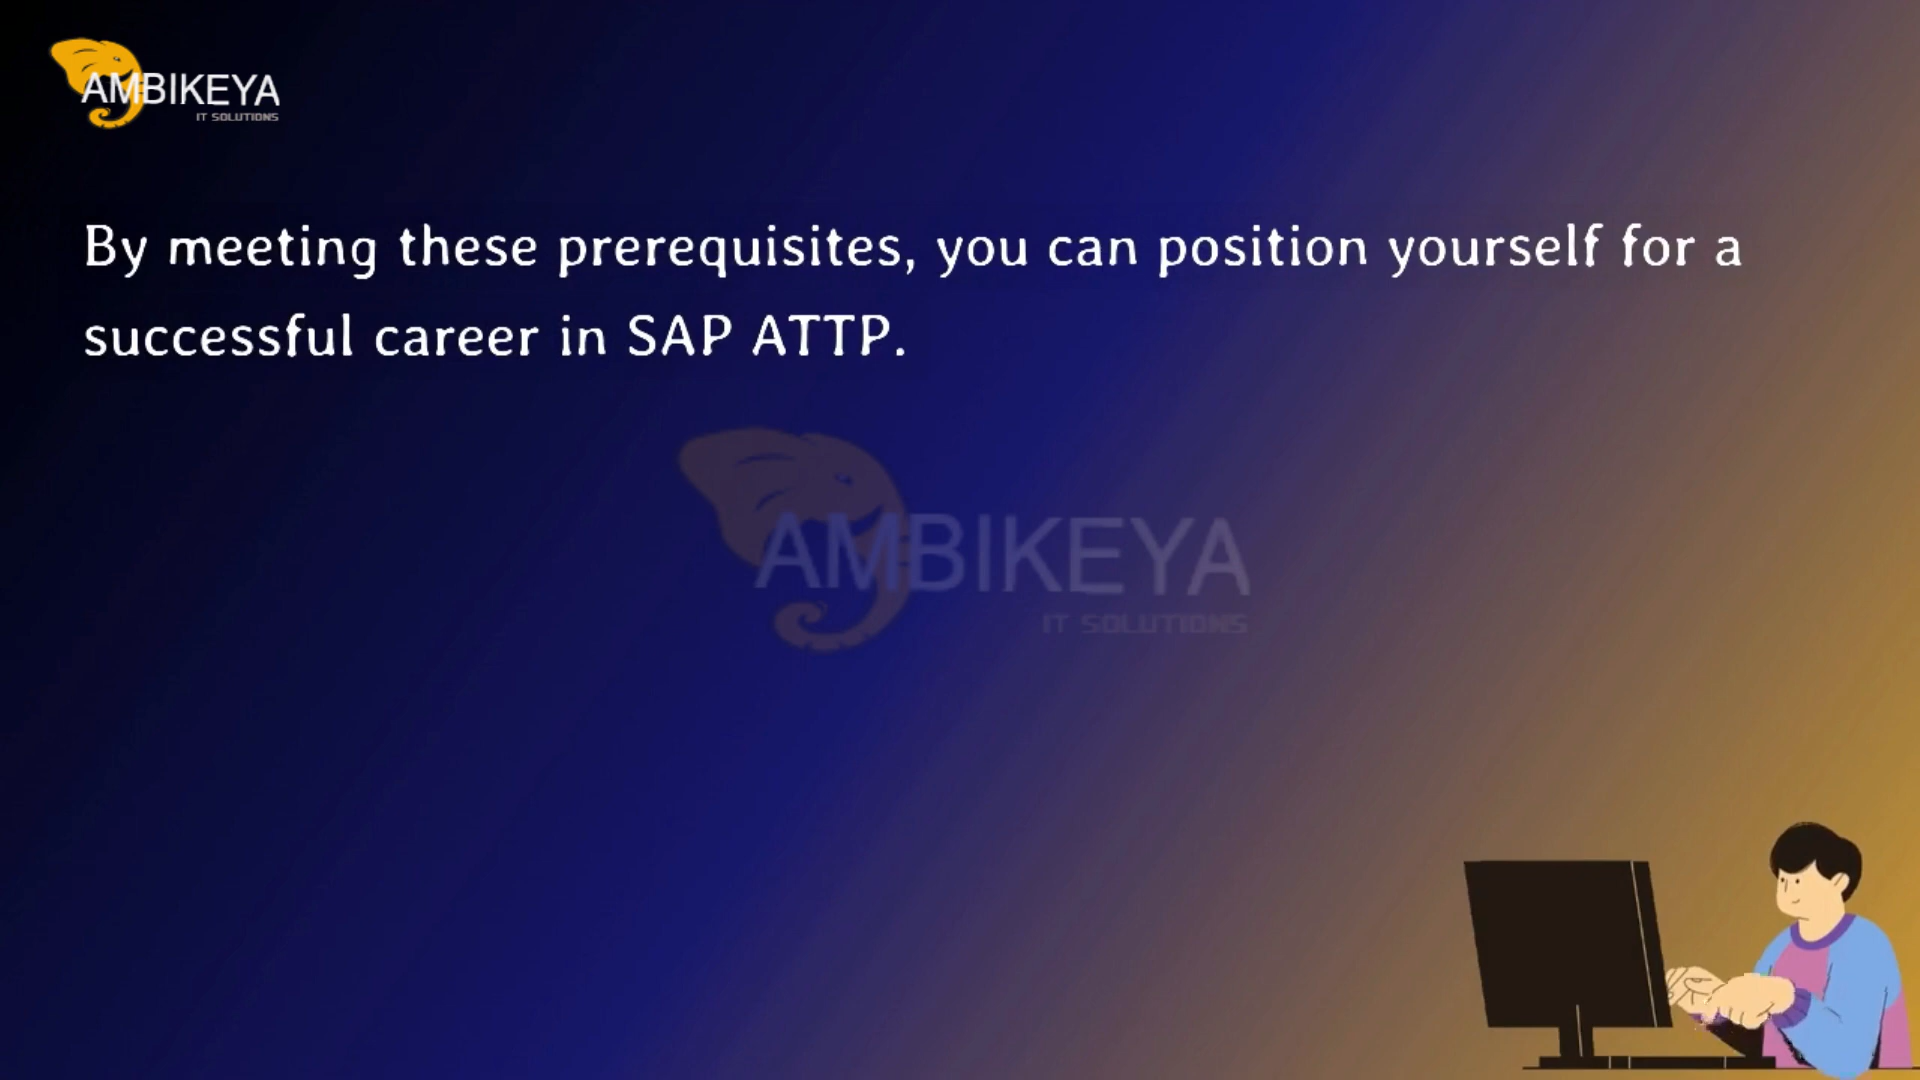 AMBIKEYA
IT SOLUTIONS
By meeting these prerequisites, you can position yourself for a
successful career in SAP ATTP.
AMBIKEYA
IT SOLUTIONS